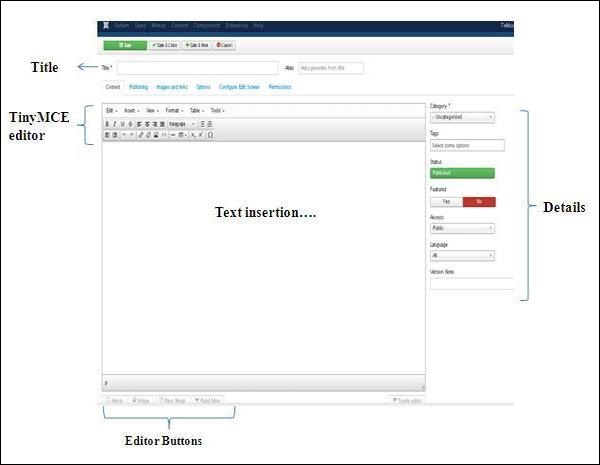 System Users Menus Content Components Extensions Help
Save Save & Close Save & New Cancel
Title
Title * Alias Auto-generate from title
Content Publishing Images and links Options Configure Edit Screen Permissions
TinyMCE
editor
Edit Insert View Format Table Tools
B I U S Paragraph
Category *
- Uncategorized
Tags
Select some options
Status
Published
Text insertion....
Featured
Yes No
Details
Access
Public
Language
All
Version Note
P
Article Image Page Break Read More Toggle editor
Editor Buttons